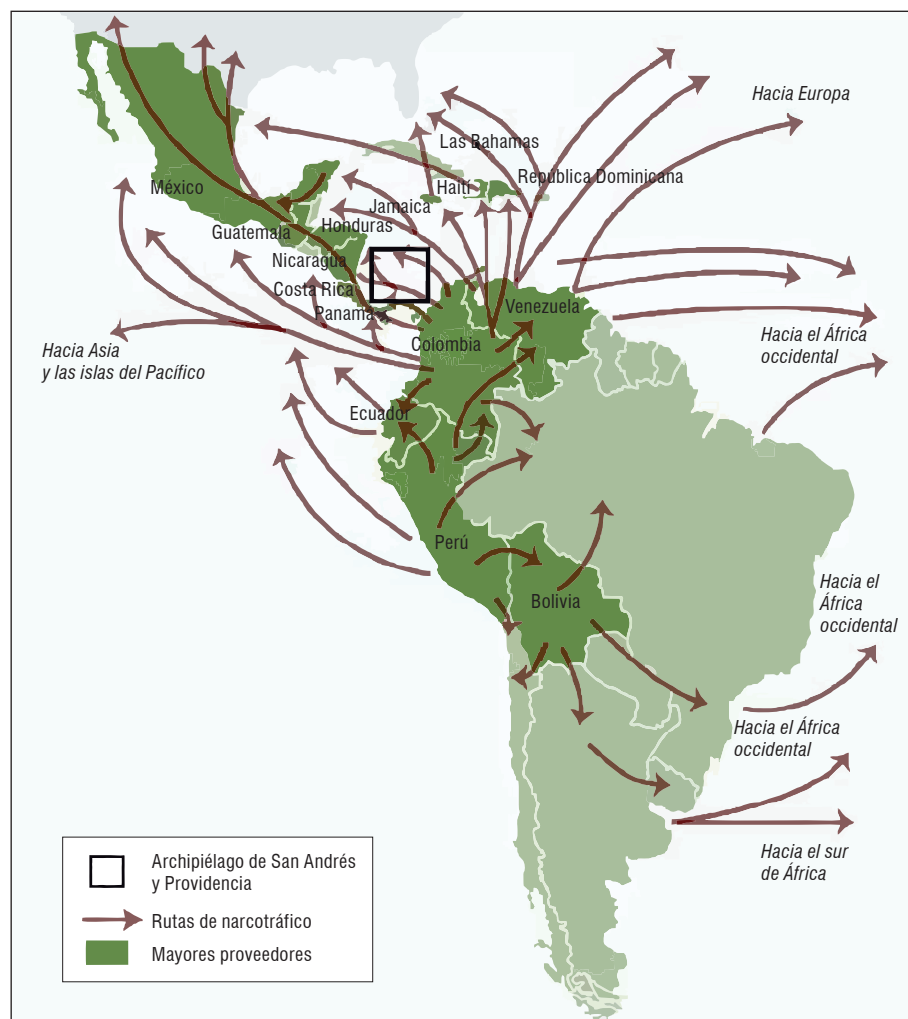 Hacia Europa
Las Bahamas
República Dominicana
Haití
México
Jamaica
Guatemala
Honduras
Nicaragua
Costa Rica
Panamá
Venezuela
Colombia
Hacia el África
occidental
Hacia Asia
y las islas del Pacífico
Ecuador
Perú
Bolivia
Hacia el
África
occidental
Hacia el África
occidental
Hacia el sur
de África
Archipiélago de San Andrés
y Providencia
Rutas de narcotráfico
Mayores proveedores